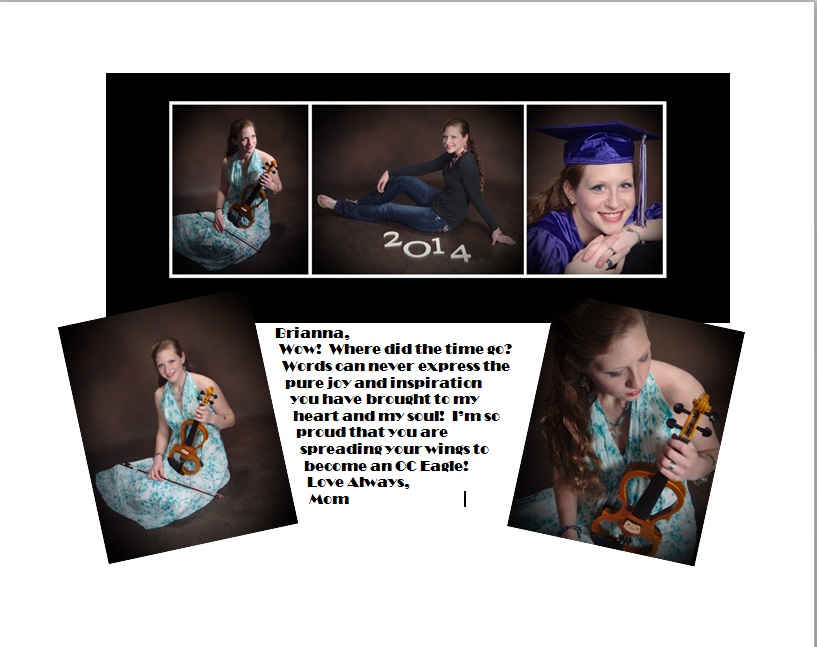 2014
Brianna,
Wow! Where did the time go?
Words can never express the
pure joy and inspiration
you have brought to my
heart and my soul! I'm so
proud that you are
spreading your wings to
become an OC Eagle!
Love Always,
Mom